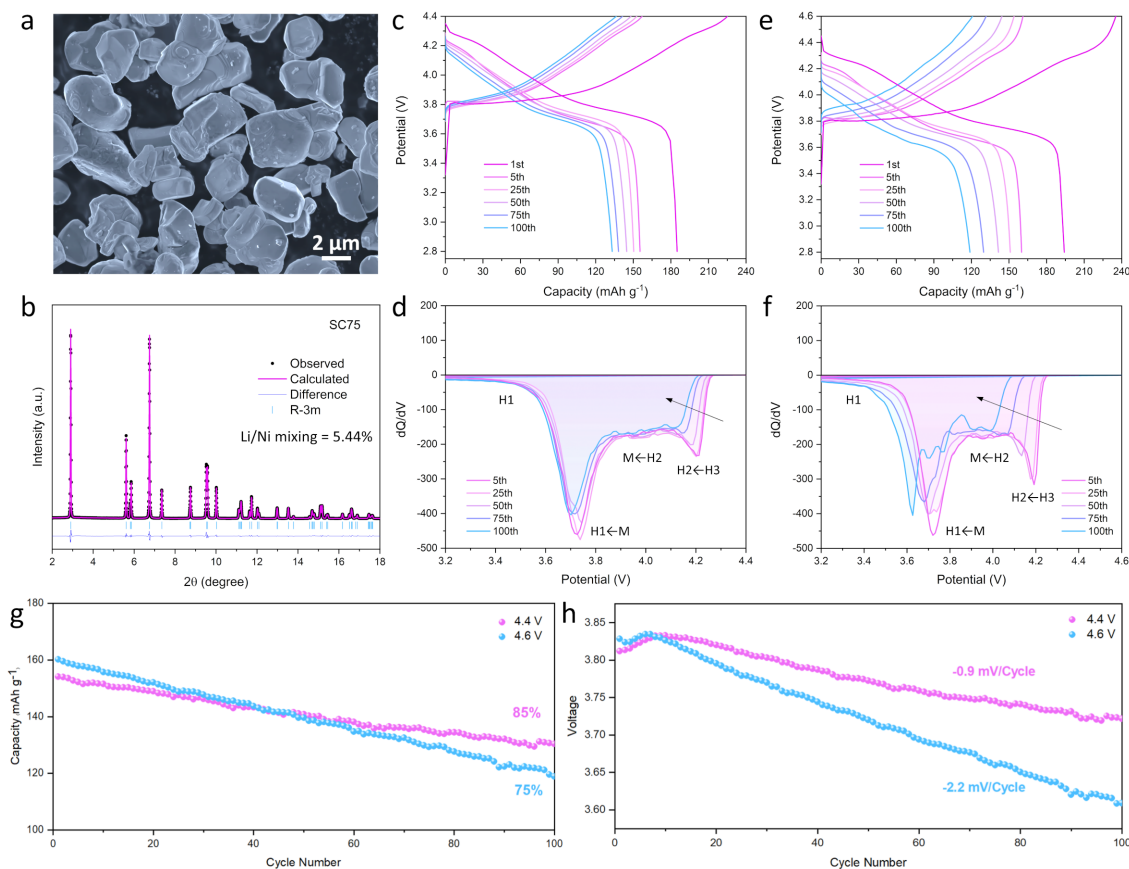 a
2 μm
b
SC75
Observed
Calculated
Difference
R-3m
Li/Ni mixing = 5.44%
Intensity (a.u.)
2 4 6 8 10 12 14 16 18
2θ (degree)
c
4.4
4.2
4.0
3.8
3.6
3.4
3.2
3.0
2.8
Potential (V)
1st
5th
25th
50th
75th
100th
0 30 60 90 120 150 180 210 240
Capacity (mAh g⁻¹)
d
200
100
0
-100
-200
-300
-400
-500
dQ/dV
H1
M←H2
H2←H3
H1←M
5th
25th
50th
75th
100th
3.2 3.4 3.6 3.8 4.0 4.2 4.4
Potential (V)
e
4.6
4.4
4.2
4.0
3.8
3.6
3.4
3.2
3.0
2.8
Potential (V)
1st
5th
25th
50th
75th
100th
0 30 60 90 120 150 180 210 240
Capacity (mAh g⁻¹)
f
200
100
0
-100
-200
-300
-400
-500
dQ/dV
H1
M←H2
H2←H3
H1←M
5th
25th
50th
75th
100th
3.2 3.4 3.6 3.8 4.0 4.2 4.4 4.6
Potential (V)
g
180
160
140
120
100
Capacity mAh g⁻¹
4.4 V
4.6 V
85%
75%
0 20 40 60 80 100
Cycle Number
h
3.85
3.80
3.75
3.70
3.65
3.60
Voltage
4.4 V
4.6 V
-0.9 mV/Cycle
-2.2 mV/Cycle
0 20 40 60 80 100
Cycle Number